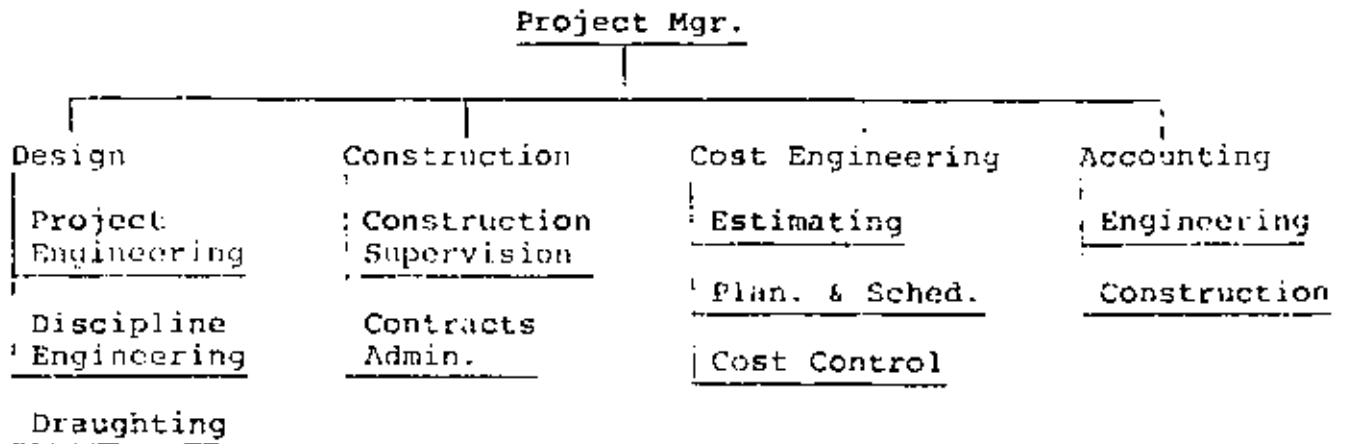 Project Mgr.
Design
Construction
Cost Engineering
Accounting
Project
Engineering
Construction
Supervision
Estimating
Engineering
Plan. & Sched.
Construction
Discipline
Engineering
Contracts
Admin.
Cost Control
Draughting